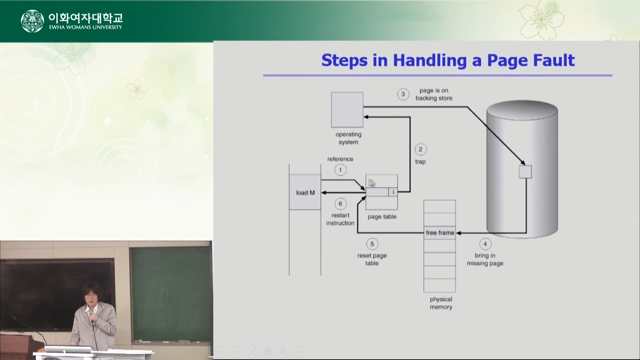 이화여자대학교
EWHA WOMANS UNIVERSITY
Steps in Handling a Page Fault
3
page is on
backing store
operating
system
2
trap
reference
1
load M
i
6
restart
instruction
page table
5
reset page
table
free frame
4
bring in
missing page
physical
memory